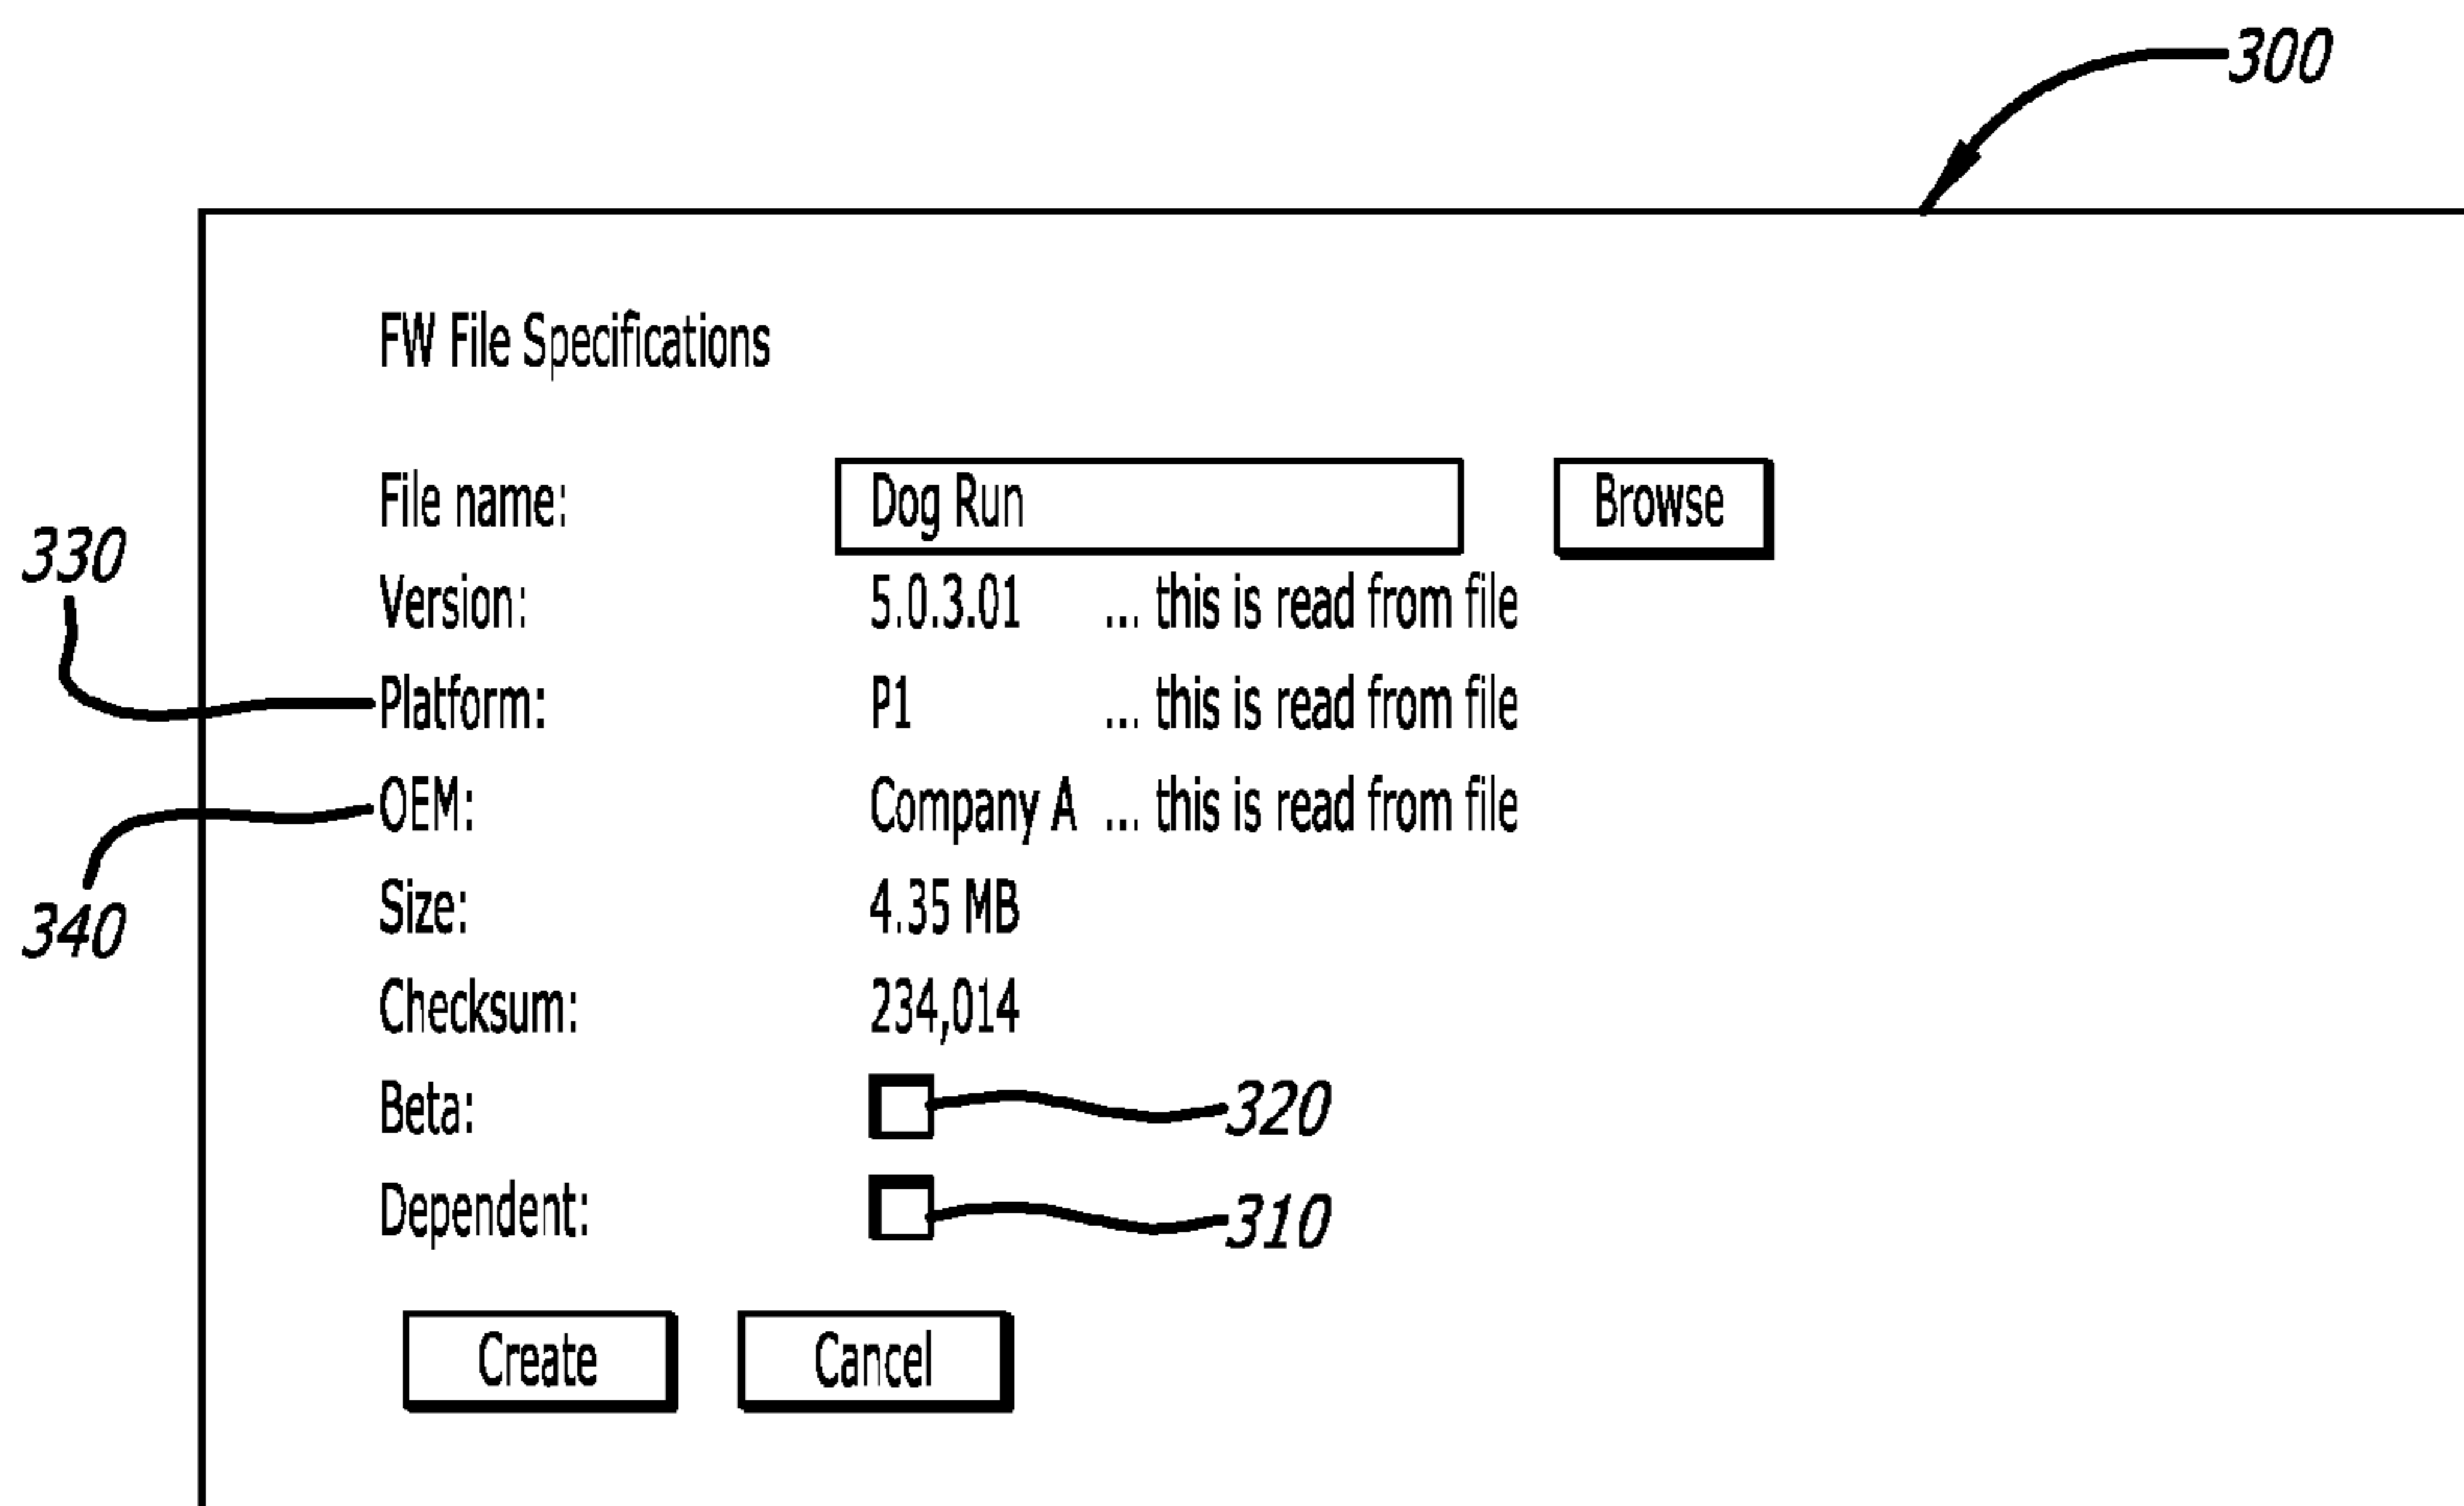 300
FW File Specifications
File name: Dog Run Browse
330
Version: 5.0.3.01 ... this is read from file
Platform: P1 ... this is read from file
OEM: Company A ... this is read from file
340
Size: 4.35 MB
Checksum: 234,014
Beta: 320
Dependent: 310
Create Cancel